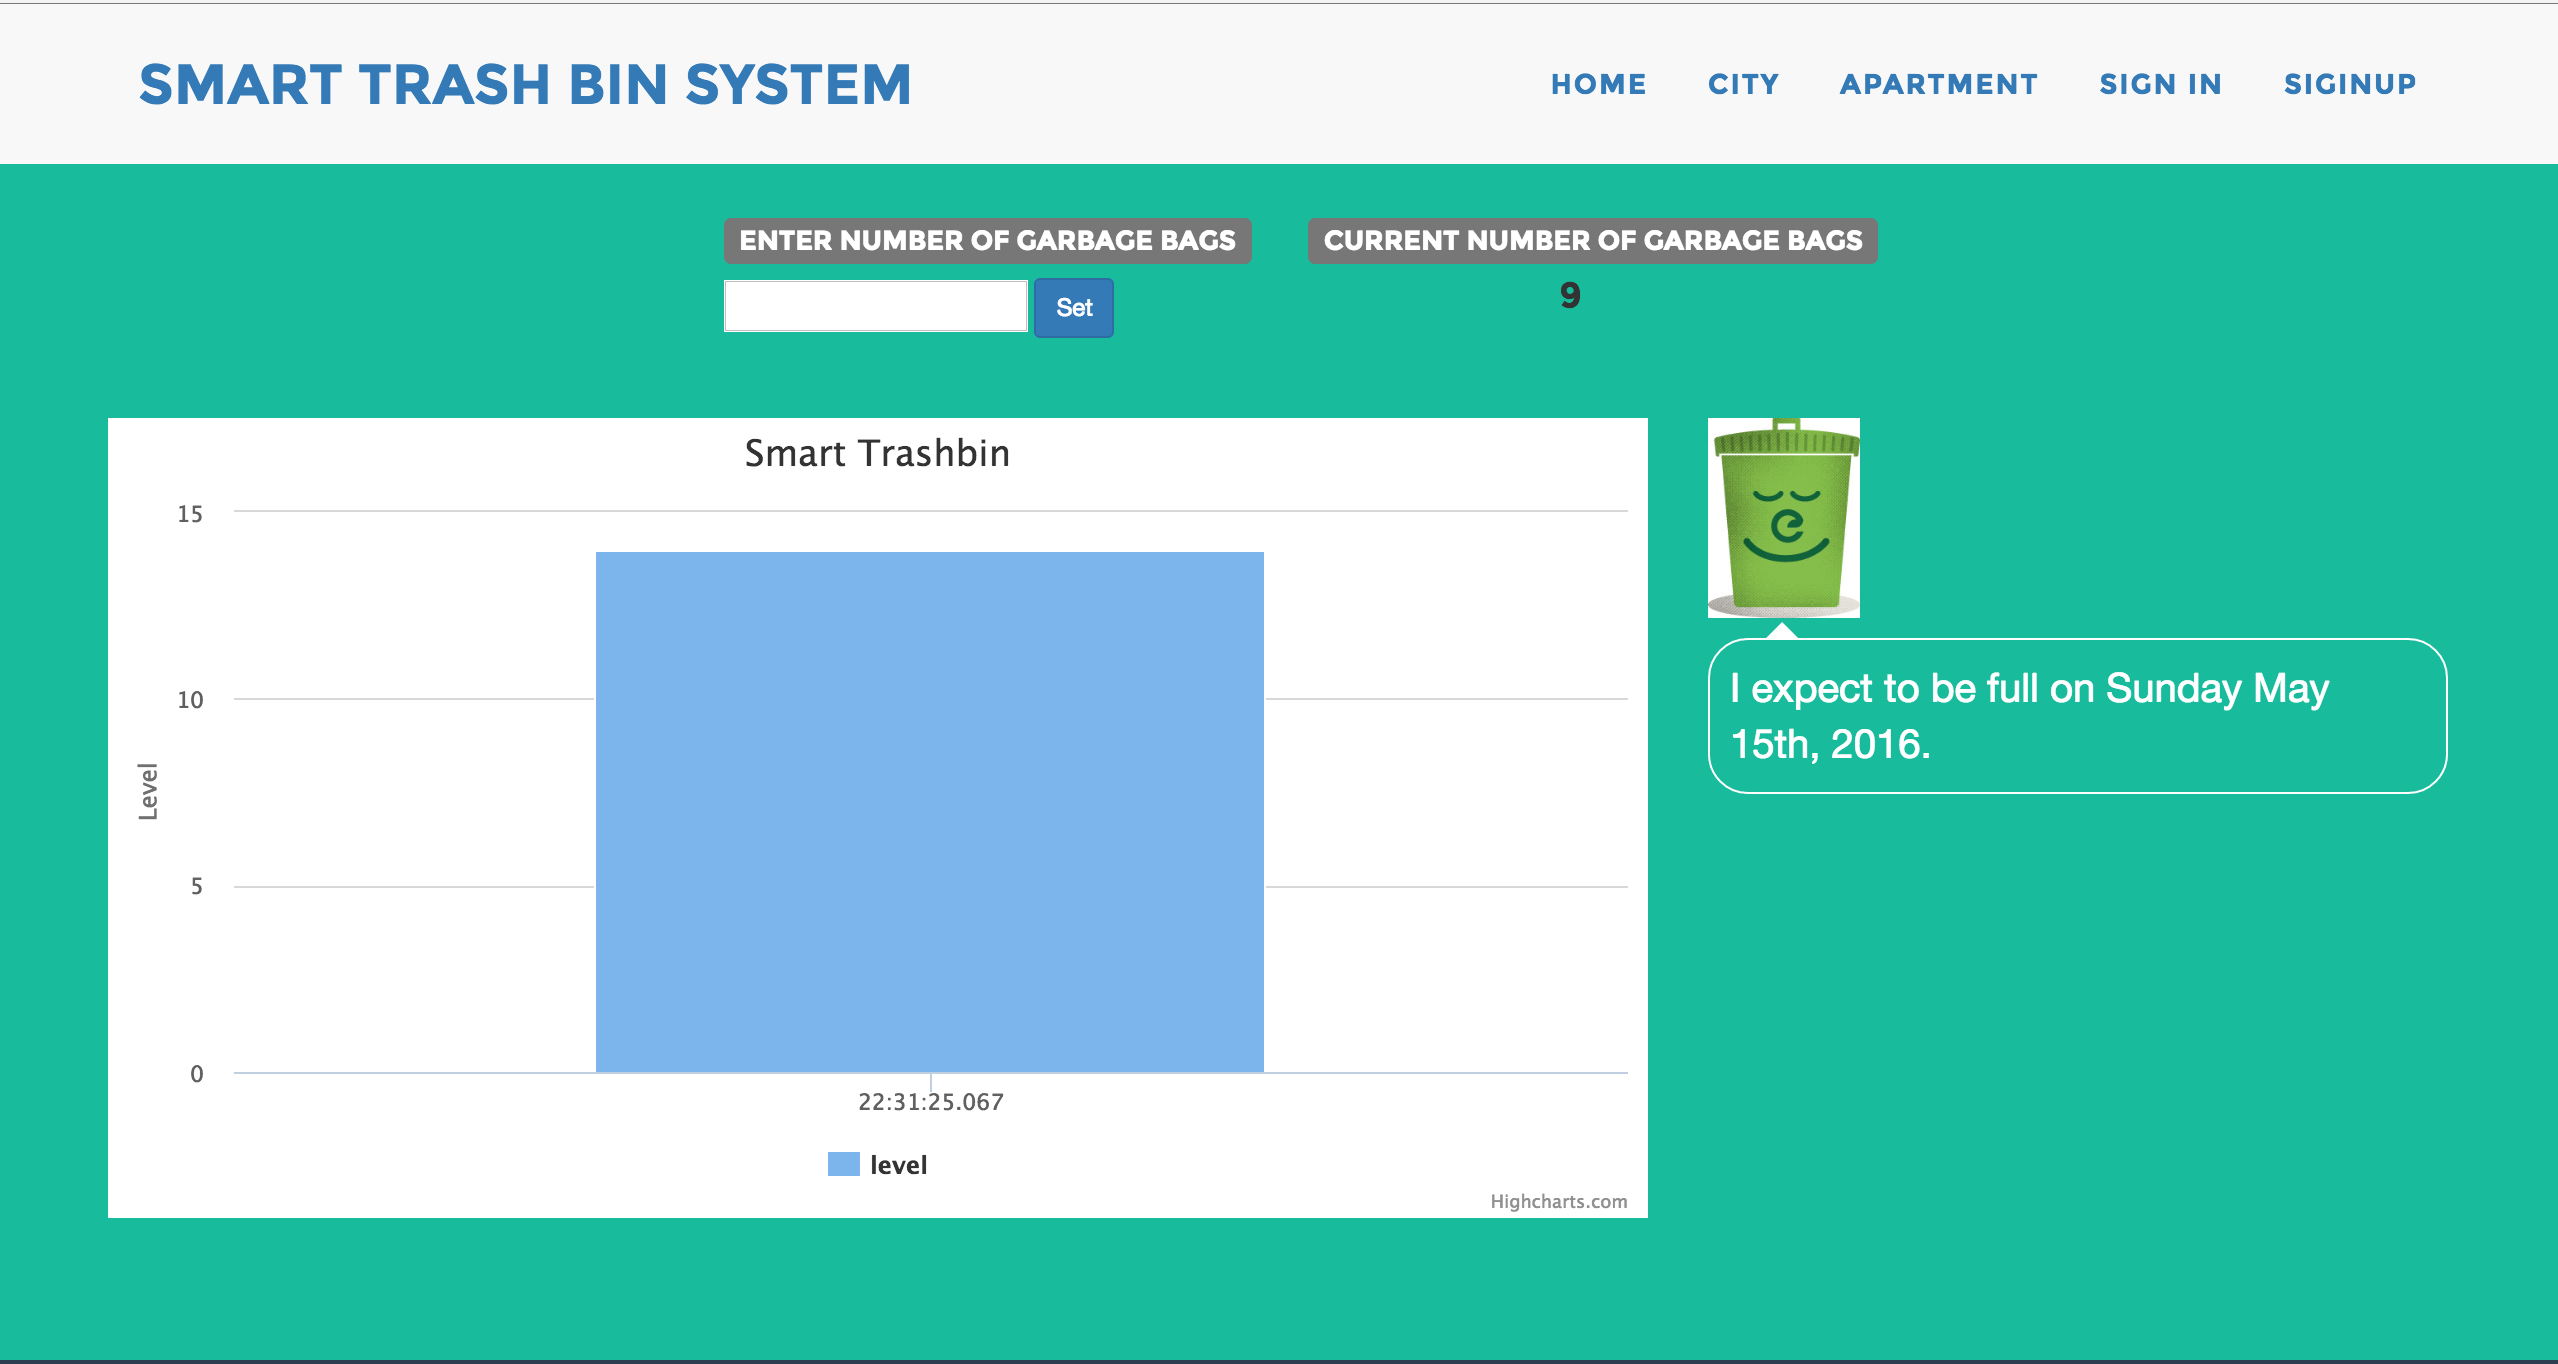 SMART TRASH BIN SYSTEM
HOME CITY APARTMENT SIGN IN SIGINUP
ENTER NUMBER OF GARBAGE BAGS
CURRENT NUMBER OF GARBAGE BAGS
Set
9
Smart Trashbin
15
10
5
0
Level
22:31:25.067
level
Highcharts.com
e
I expect to be full on Sunday May
15th, 2016.